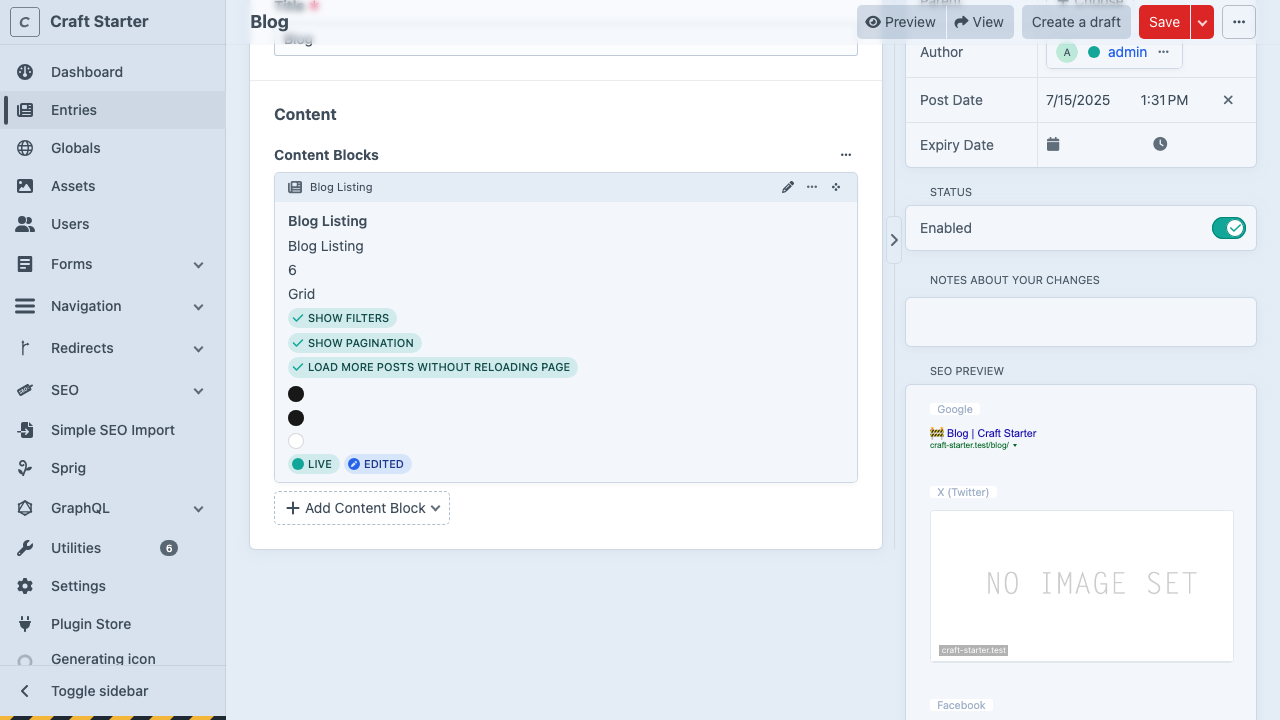 C
Craft Starter
Dashboard
Entries
Globals
Assets
Users
Forms
Navigation
Redirects
SEO
Simple SEO Import
Sprig
GraphQL
Utilities
6
Settings
Plugin Store
Generating icon
Toggle sidebar
Title
Blog
Blog
Preview
View
Create a draft
Save
Content
Content Blocks
Blog Listing
Blog Listing
Blog Listing
6
Grid
SHOW FILTERS
SHOW PAGINATION
LOAD MORE POSTS WITHOUT RELOADING PAGE
LIVE
EDITED
Add Content Block
Parent
Choose
Author
A
admin
Post Date
7/15/2025
1:31 PM
Expiry Date
STATUS
Enabled
NOTES ABOUT YOUR CHANGES
SEO PREVIEW
Google
🚧 Blog | Craft Starter
craft-starter.test/blog/
X (Twitter)
NO IMAGE SET
craft-starter.test
Facebook